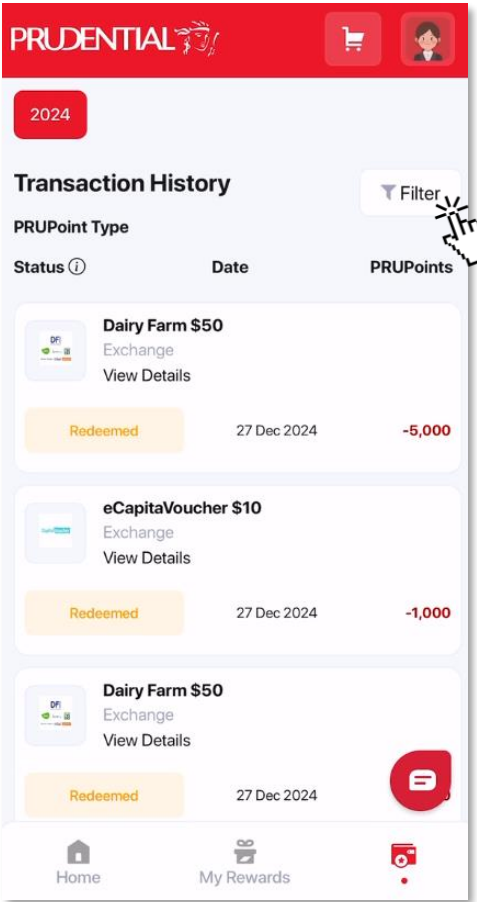 PRUDENTIAL
2024
Transaction History
Filter
PRUPoint Type
Status Date PRUPoints
DFI
Dairy Farm $50
Exchange
View Details
Redeemed 27 Dec 2024 -5,000
eCapitaVoucher $10
Exchange
View Details
Redeemed 27 Dec 2024 -1,000
DFI
Dairy Farm $50
Exchange
View Details
Redeemed 27 Dec 2024
Home My Rewards